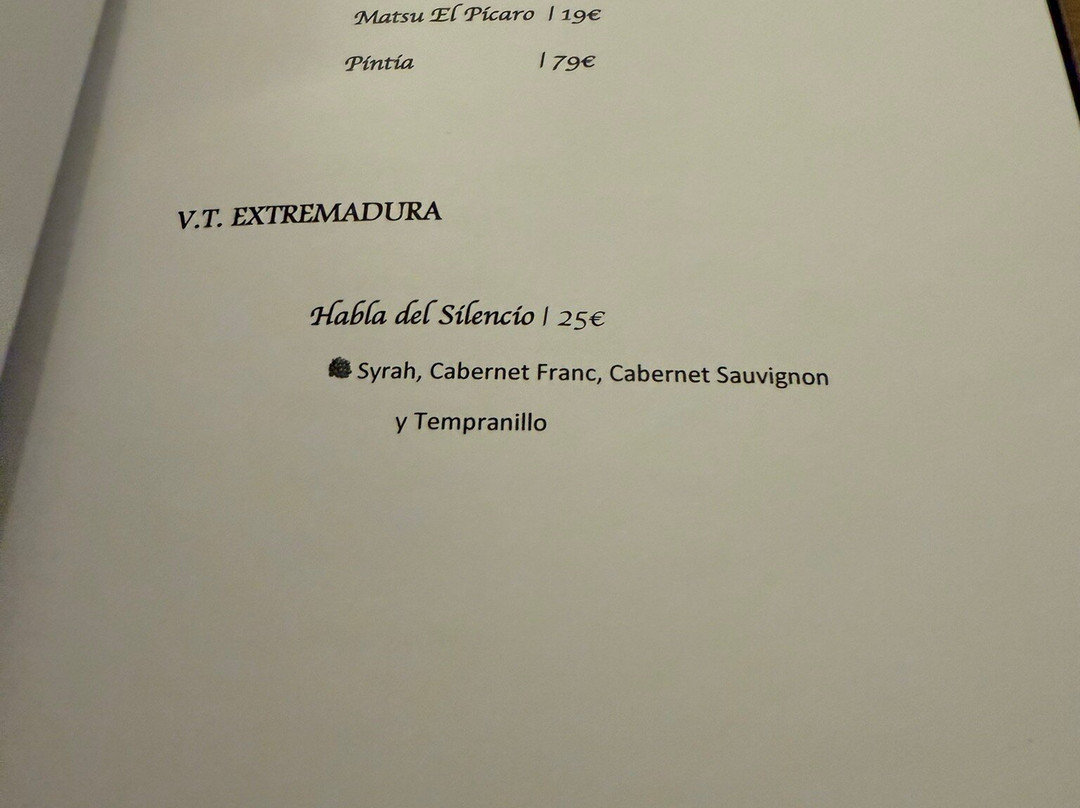 Matsu El Pícaro | 19€
Pintia | 79€
V.T. EXTREMADURA
Habla del Silencio | 25€
Syrah, Cabernet Franc, Cabernet Sauvignon
y Tempranillo